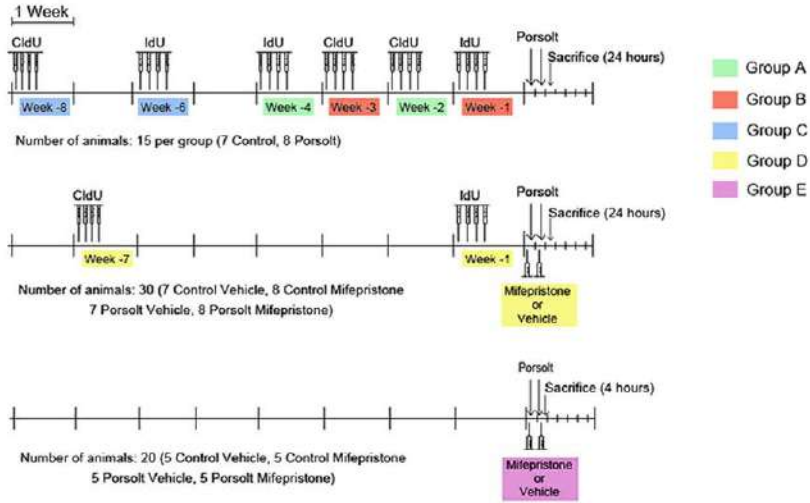 1 Week
CldU IdU IdU CldU CldU IdU Porsolt
Sacrifice (24 hours)
Week -8 Week -6 Week -4 Week -3 Week -2 Week -1
Number of animals: 15 per group (7 Control, 8 Porsolt)
Group A
Group B
Group C
Group D
Group E
CldU IdU Porsolt
Sacrifice (24 hours)
Week -7 Week -1
Number of animals: 30 (7 Control Vehicle, 8 Control Mifepristone
7 Porsolt Vehicle, 8 Porsolt Mifepristone)
Mifepristone
or
Vehicle
Porsolt
Sacrifice (4 hours)
Number of animals: 20 (5 Control Vehicle, 5 Control Mifepristone
5 Porsolt Vehicle, 5 Porsolt Mifepristone)
Mifepristone
or
Vehicle